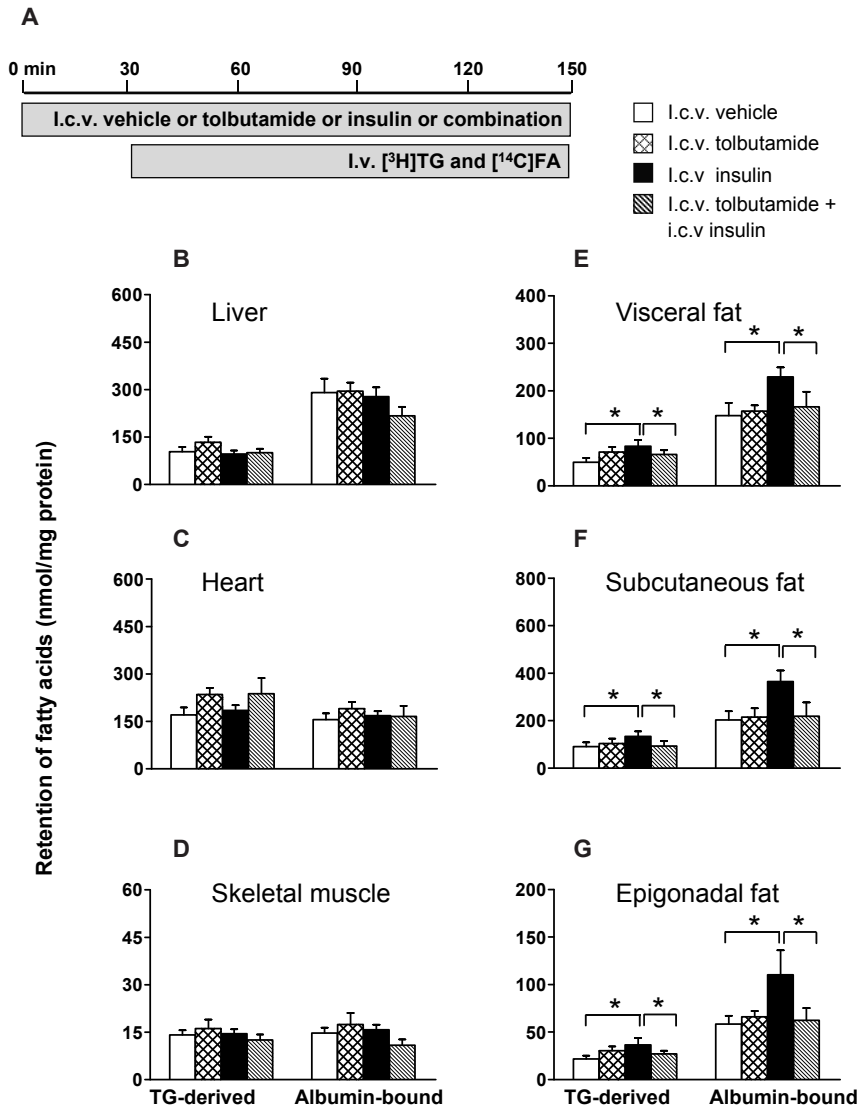 A
0 min 30 60 90 120 150
I.c.v. vehicle or tolbutamide or insulin or combination
I.v. [³H]TG and [¹⁴C]FA
I.c.v. vehicle
I.c.v. tolbutamide
I.c.v insulin
I.c.v. tolbutamide +
i.c.v insulin
Retention of fatty acids (nmol/mg protein)
B
Liver
600
450
300
150
0
E
Visceral fat
400
300
200
100
0
* * * *
C
Heart
600
450
300
150
0
F
Subcutaneous fat
800
600
400
200
0
* * * *
D
Skeletal muscle
60
45
30
15
0
TG-derived Albumin-bound
G
Epigonadal fat
200
150
100
50
0
* * * *
TG-derived Albumin-bound